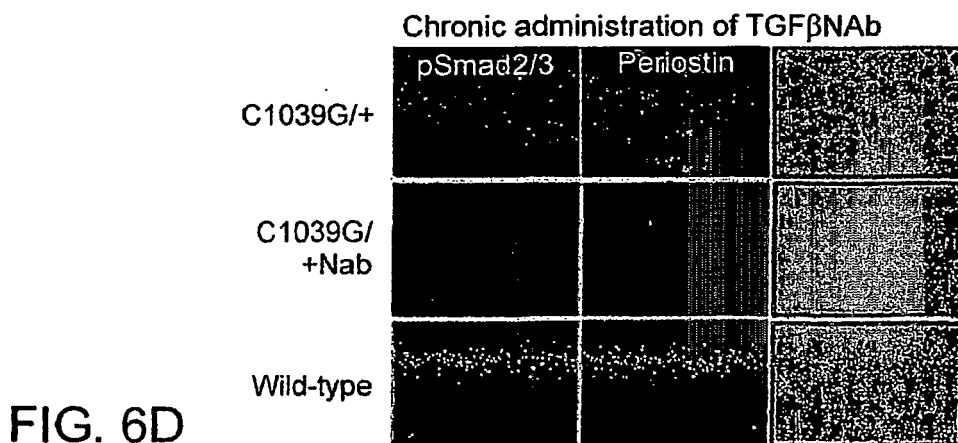 Chronic administration of TGFβNAb
pSmad2/3 Periostin
C1039G/+
C1039G/
+Nab
Wild-type
FIG. 6D